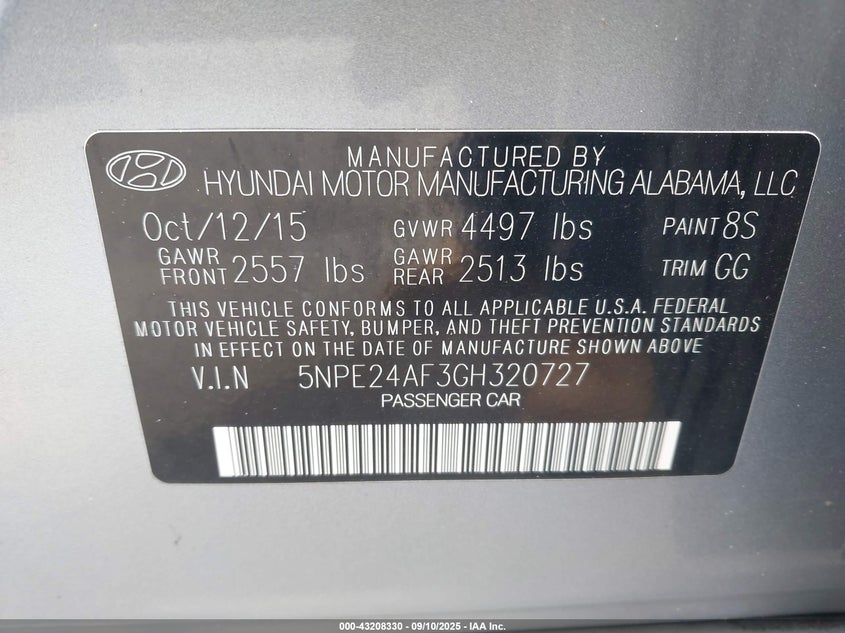 MANUFACTURED BY
HYUNDAI MOTOR MANUFACTURING ALABAMA, LLC
Oct/12/15 GVWR 4497 lbs PAINT 8S
GAWR FRONT 2557 lbs GAWR REAR 2513 lbs TRIM GG
THIS VEHICLE CONFORMS TO ALL APPLICABLE U.S.A. FEDERAL
MOTOR VEHICLE SAFETY, BUMPER, AND THEFT PREVENTION STANDARDS
IN EFFECT ON THE DATE OF MANUFACTURE SHOWN ABOVE
V.I.N 5NPE24AF3GH320727
PASSENGER CAR
000-43208330 - 09/10/2025 - IAA Inc.